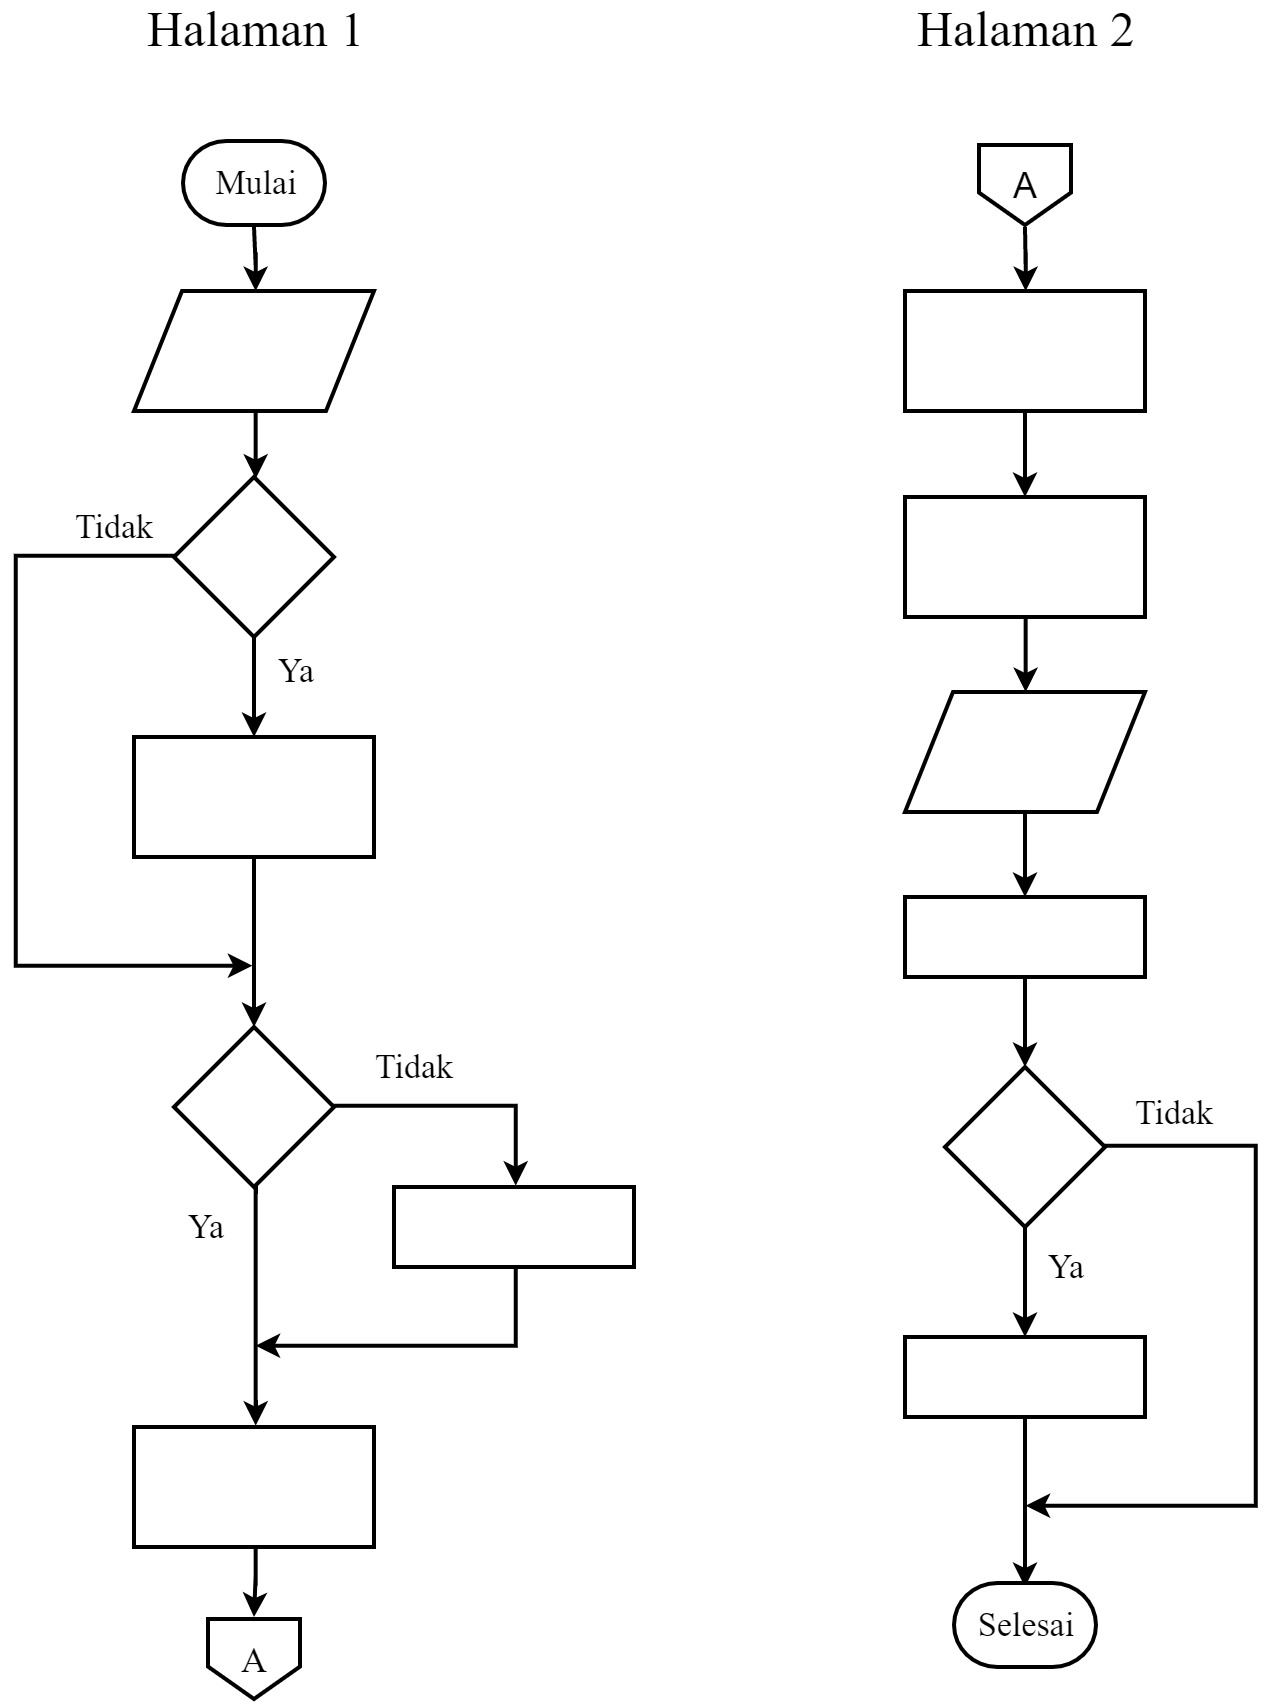 Halaman 1
Mulai
Tidak
Ya
Tidak
Ya
A
Halaman 2
A
Tidak
Ya
Selesai